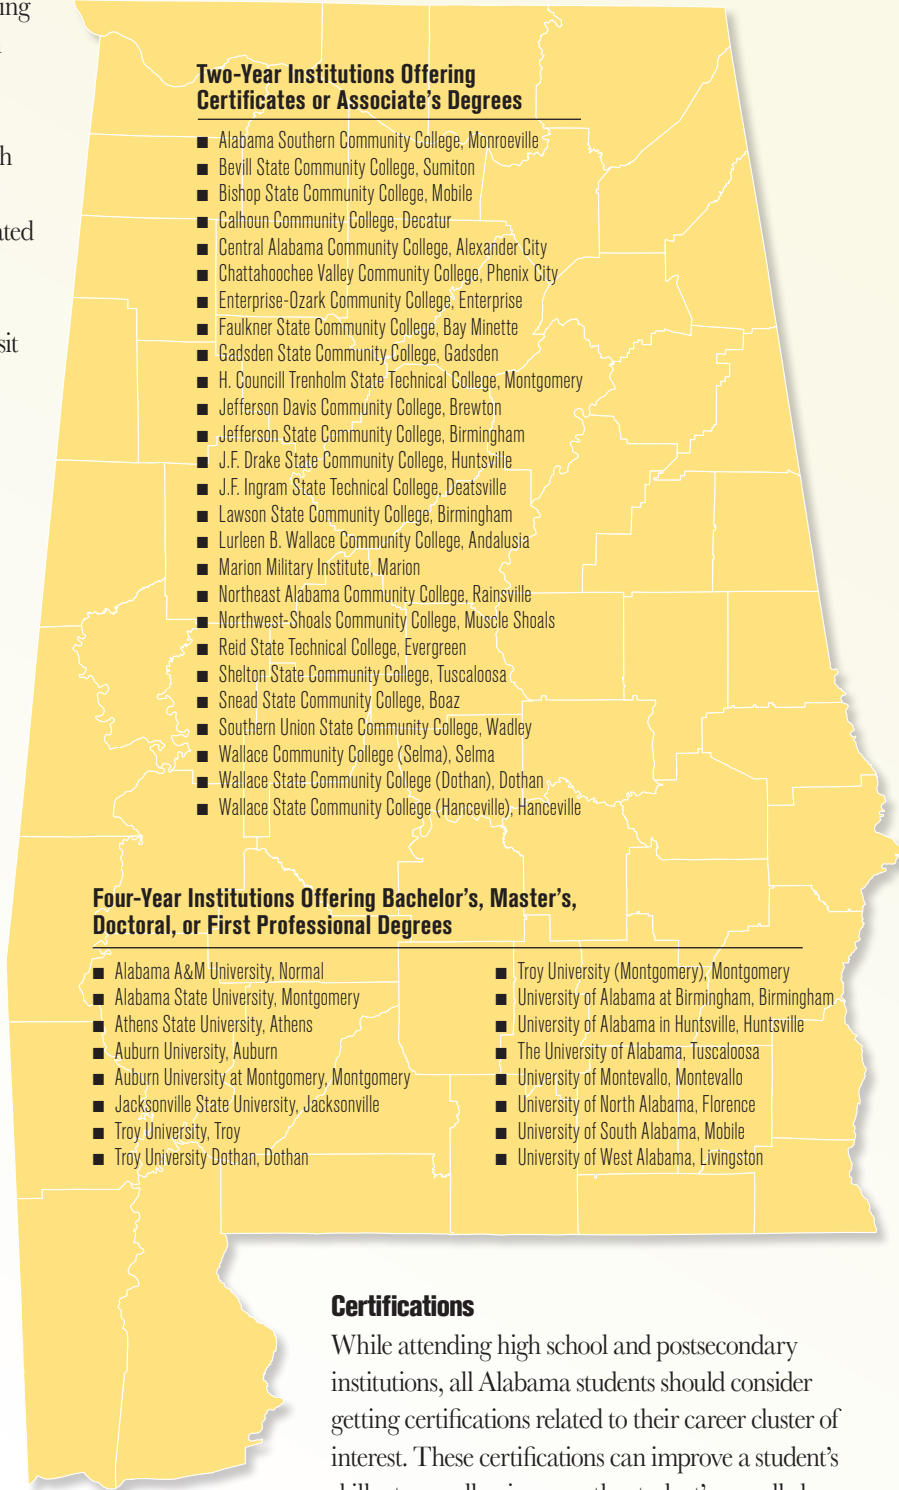 ing
h
ated
sit
Two-Year Institutions Offering
Certificates or Associate's Degrees
■ Alabama Southern Community College, Monroeville
■ Bevill State Community College, Sumiton
■ Bishop State Community College, Mobile
■ Calhoun Community College, Decatur
■ Central Alabama Community College, Alexander City
■ Chattahoochee Valley Community College, Phenix City
■ Enterprise-Ozark Community College, Enterprise
■ Faulkner State Community College, Bay Minette
■ Gadsden State Community College, Gadsden
■ H. Councill Trenholm State Technical College, Montgomery
■ Jefferson Davis Community College, Brewton
■ Jefferson State Community College, Birmingham
■ J.F. Drake State Community College, Huntsville
■ J.F. Ingram State Technical College, Deatsville
■ Lawson State Community College, Birmingham
■ Lurleen B. Wallace Community College, Andalusia
■ Marion Military Institute, Marion
■ Northeast Alabama Community College, Rainsville
■ Northwest-Shoals Community College, Muscle Shoals
■ Reid State Technical College, Evergreen
■ Shelton State Community College, Tuscaloosa
■ Snead State Community College, Boaz
■ Southern Union State Community College, Wadley
■ Wallace Community College (Selma), Selma
■ Wallace State Community College (Dothan), Dothan
■ Wallace State Community College (Hanceville), Hanceville
Four-Year Institutions Offering Bachelor's, Master's,
Doctoral, or First Professional Degrees
■ Alabama A&M University, Normal
■ Alabama State University, Montgomery
■ Athens State University, Athens
■ Auburn University, Auburn
■ Auburn University at Montgomery, Montgomery
■ Jacksonville State University, Jacksonville
■ Troy University, Troy
■ Troy University Dothan, Dothan
■ Troy University (Montgomery), Montgomery
■ University of Alabama at Birmingham, Birmingham
■ University of Alabama in Huntsville, Huntsville
■ The University of Alabama, Tuscaloosa
■ University of Montevallo, Montevallo
■ University of North Alabama, Florence
■ University of South Alabama, Mobile
■ University of West Alabama, Livingston
Certifications
While attending high school and postsecondary
institutions, all Alabama students should consider
getting certifications related to their career cluster of
interest. These certifications can improve a student's